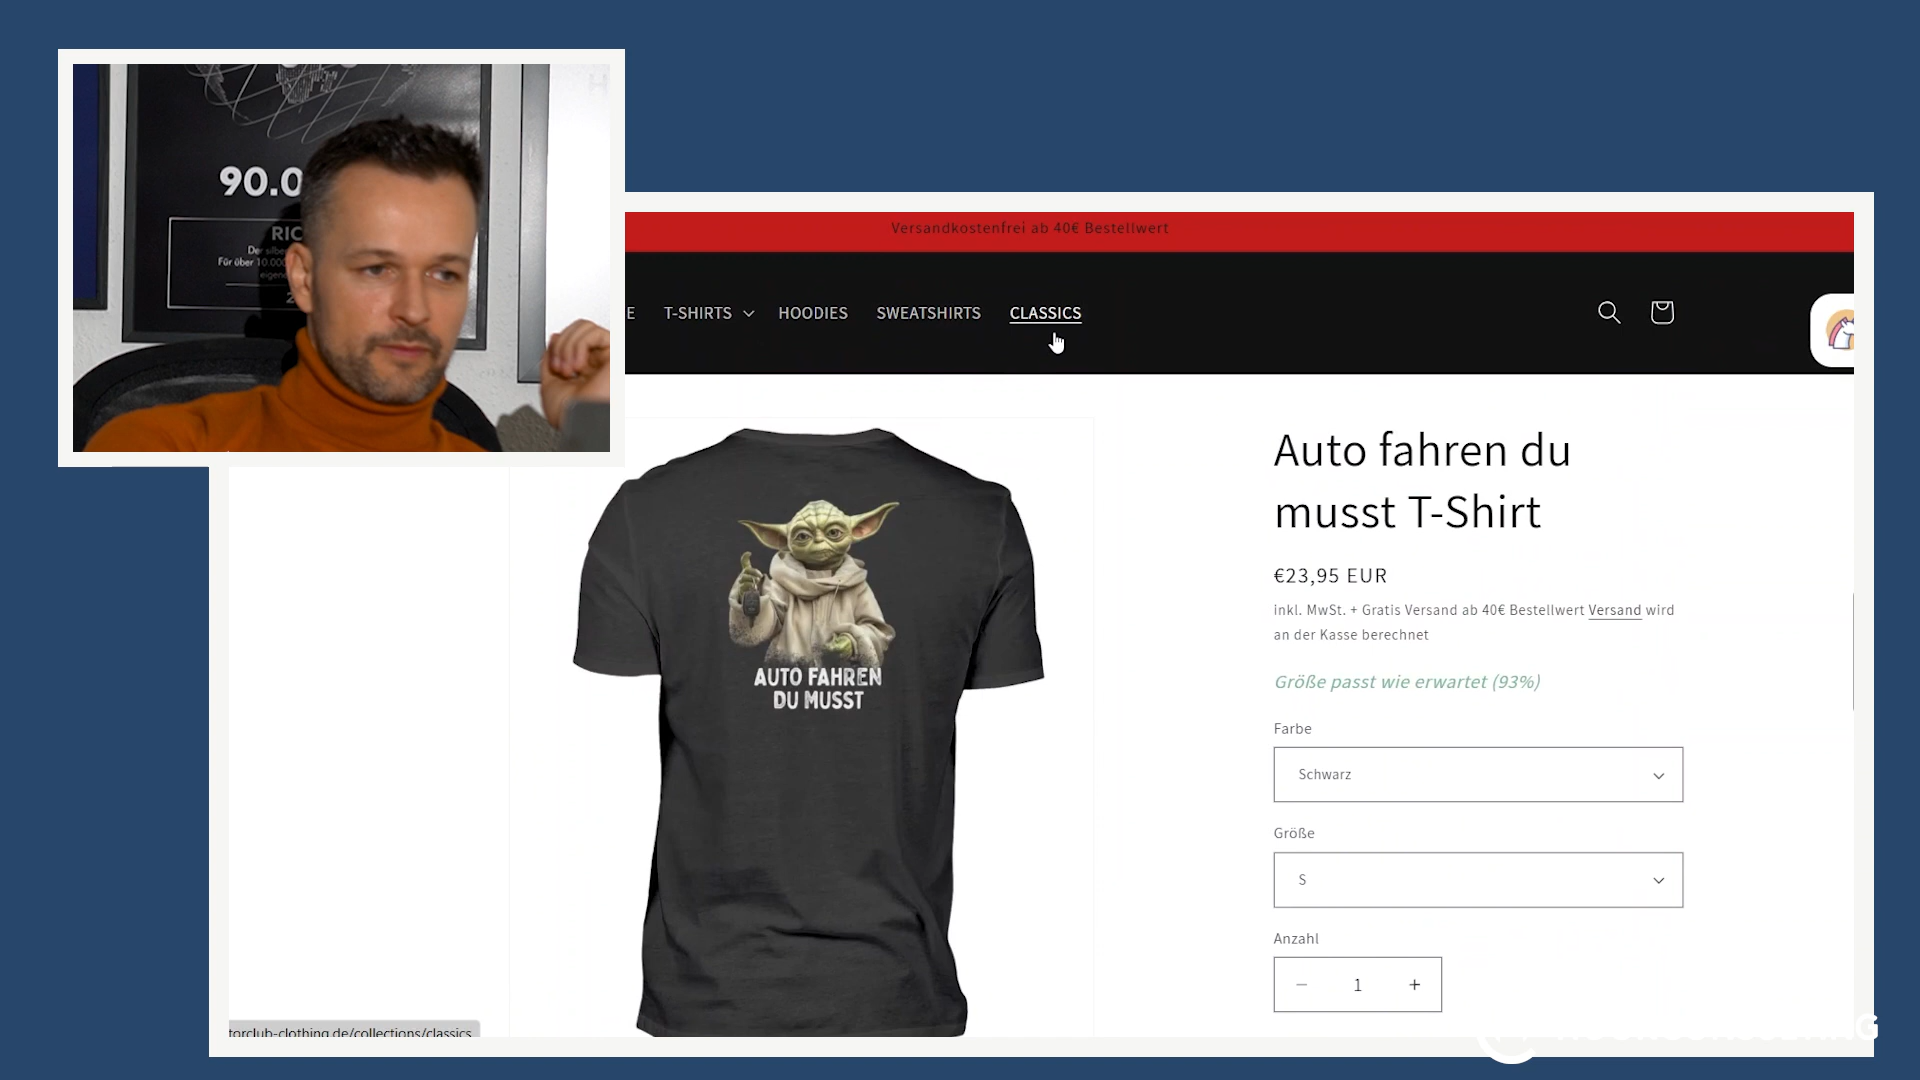 90.0
RIC
Für über 10.000
Versandkostenfrei ab 40€ Bestellwert
E T-SHIRTS HOODIES SWEATSHIRTS CLASSICS
AUTO FAHREN
DU MUSST
Auto fahren du
musst T-Shirt
€23,95 EUR
inkl. MwSt. + Gratis Versand ab 40€ Bestellwert Versand wird
an der Kasse berechnet
Größe passt wie erwartet (93%)
Farbe
Schwarz
Größe
S
Anzahl
− 1 +
torclub-clothing.de/collections/classics